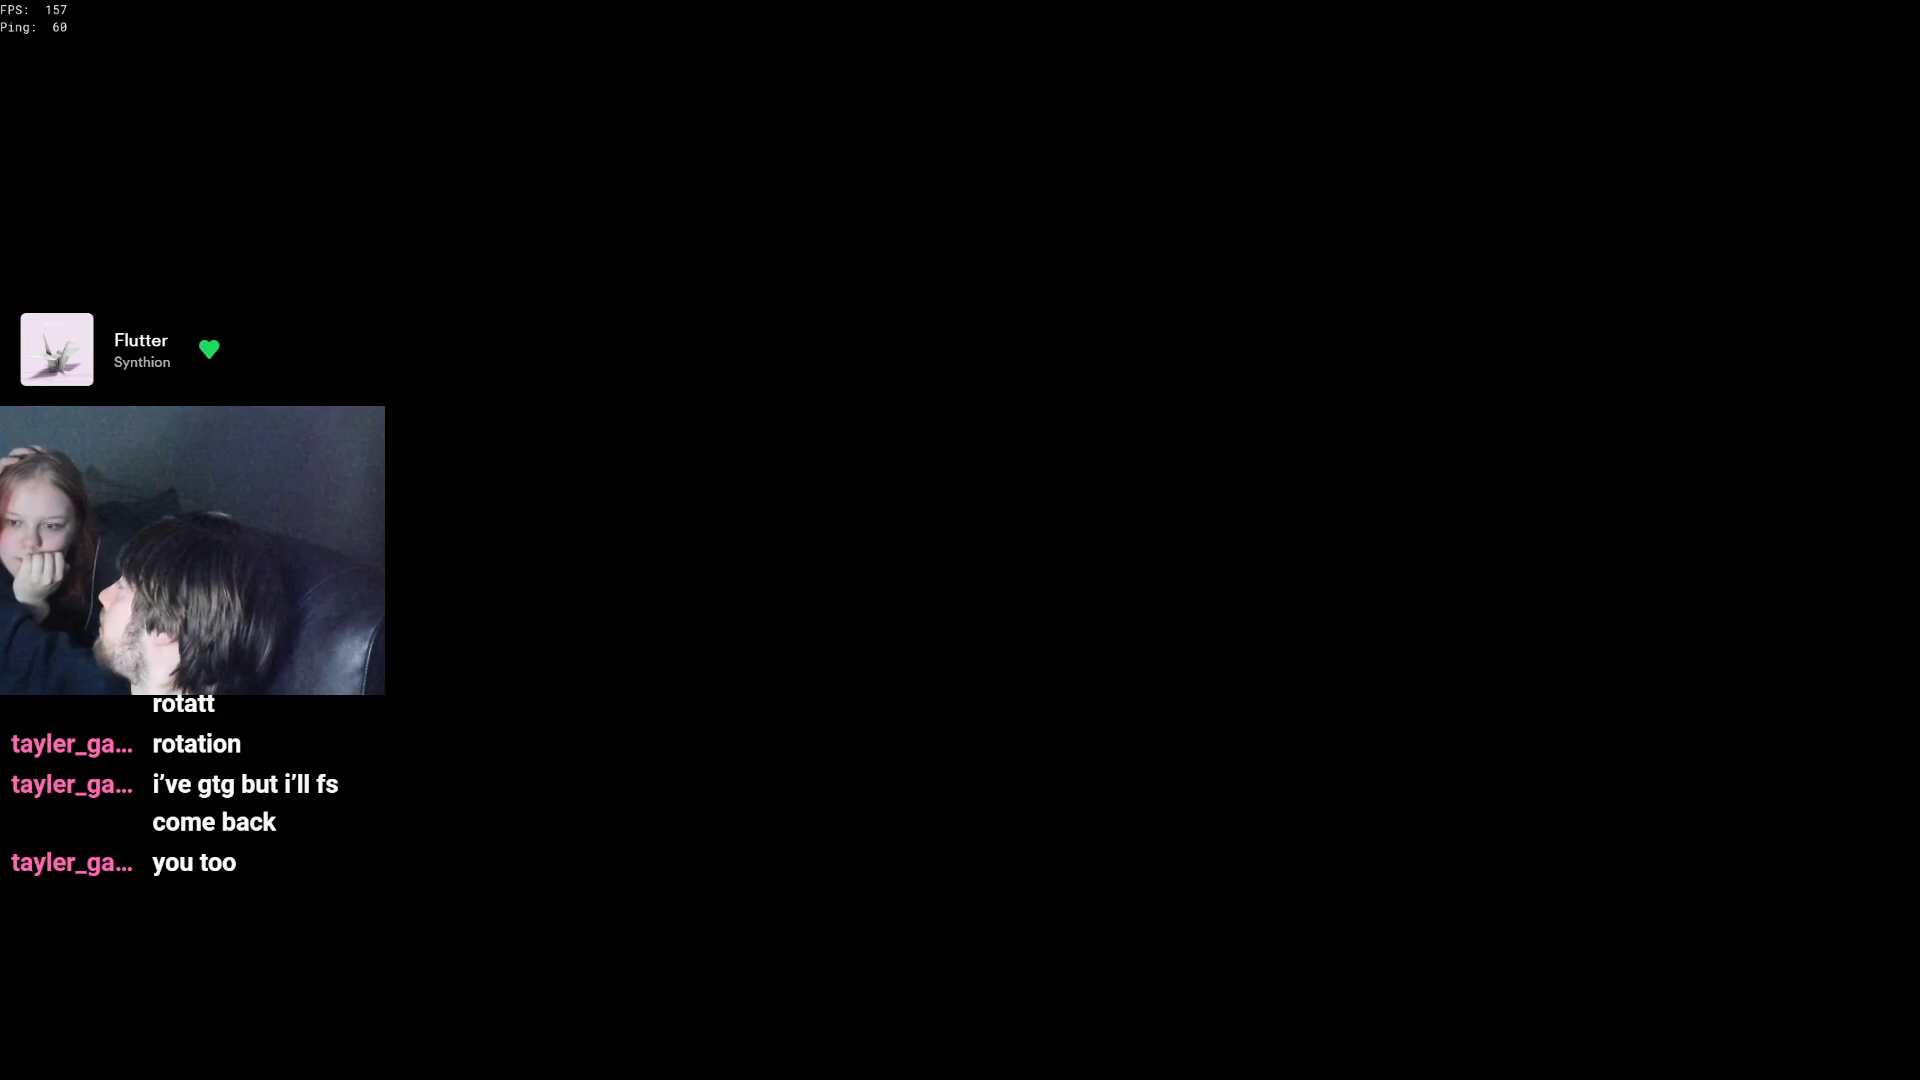 FPS: 157
Ping: 60
Flutter
Synthion
rotatt
tayler_ga... rotation
tayler_ga... i've gtg but i'll fs
come back
tayler_ga... you too